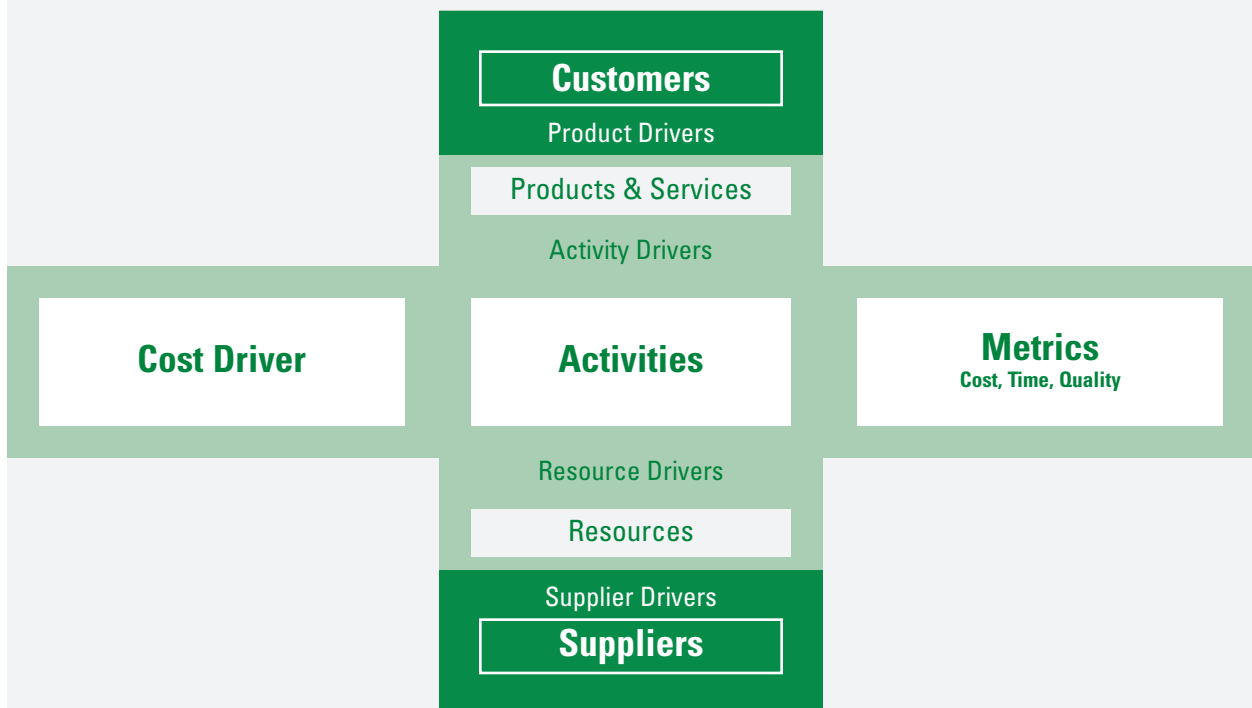 Customers
Product Drivers
Products & Services
Activity Drivers
Cost Driver
Activities
Metrics
Cost, Time, Quality
Resource Drivers
Resources
Supplier Drivers
Suppliers